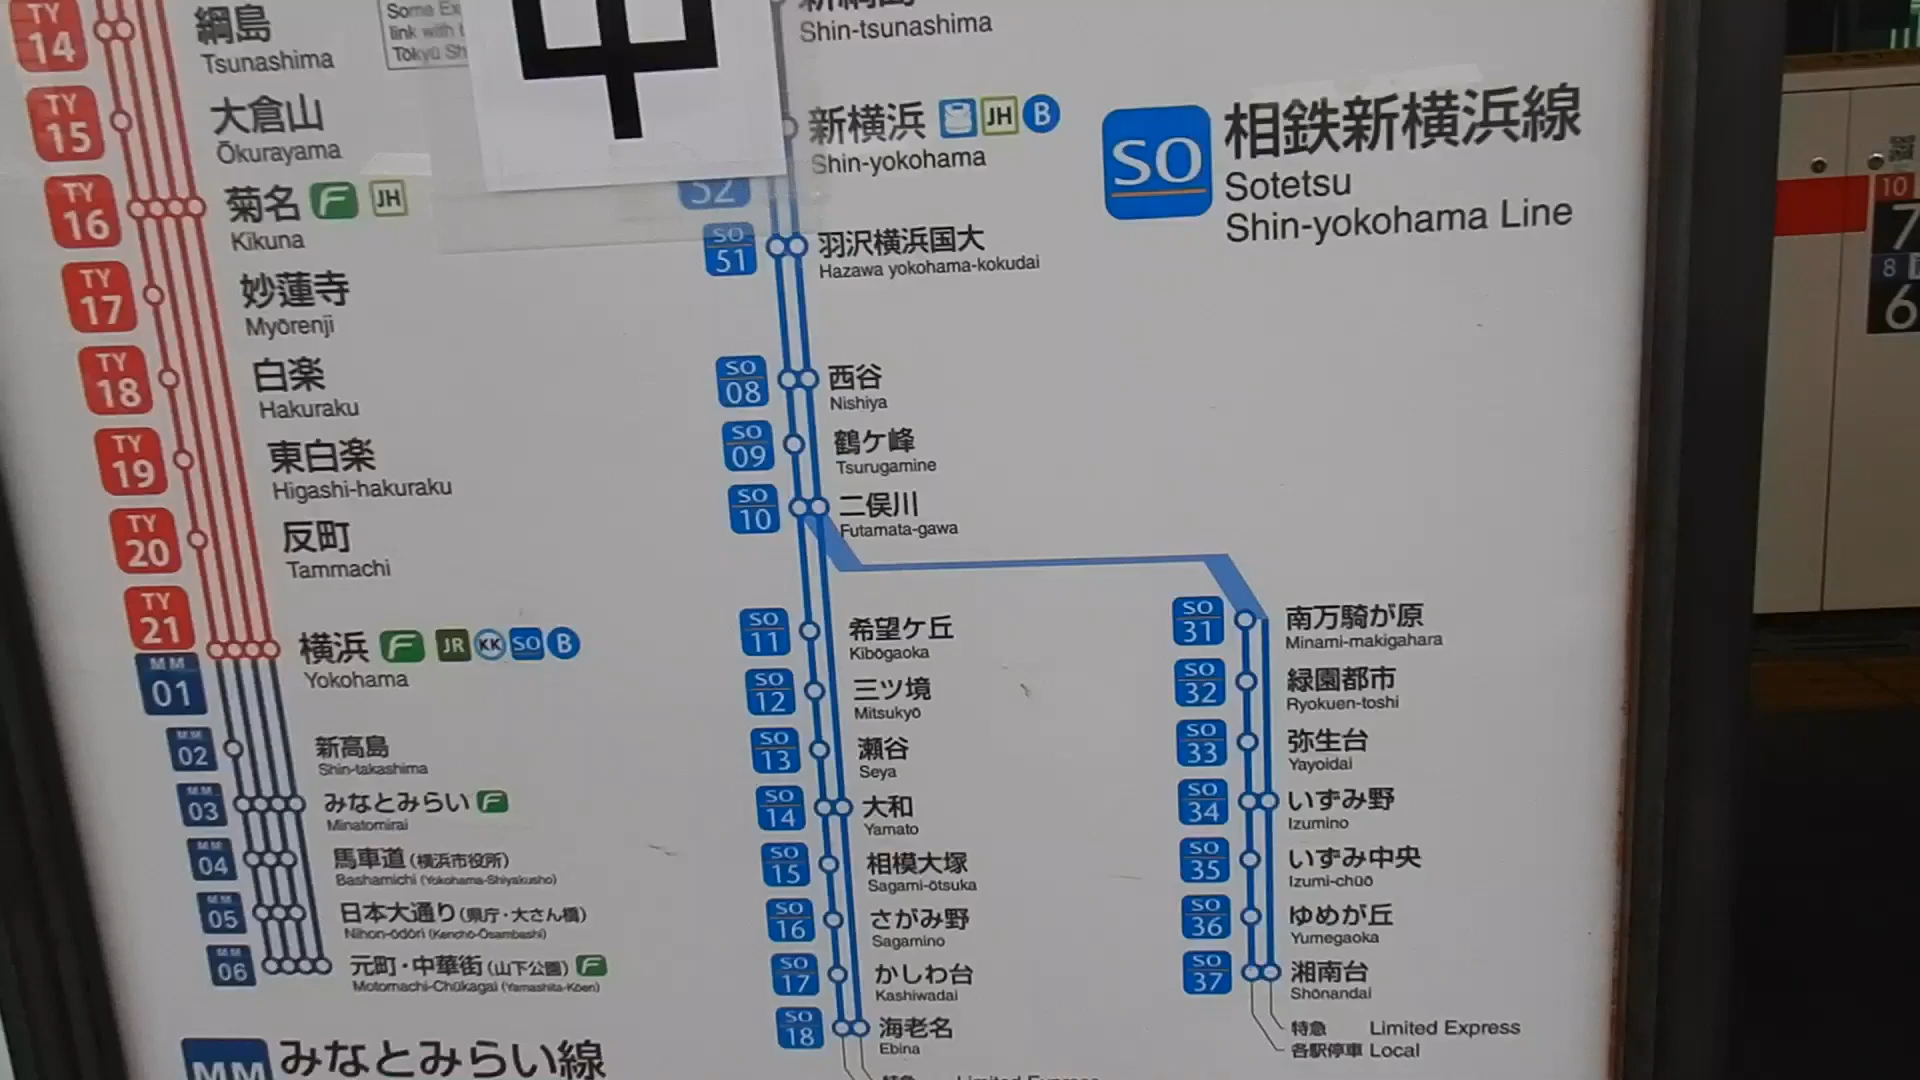 TY
14
綱島
Tsunashima
TY
15
大倉山
Ōkurayama
TY
16
菊名 F JH
Kikuna
TY
17
妙蓮寺
Myōrenji
TY
18
白楽
Hakuraku
TY
19
東白楽
Higashi-hakuraku
TY
20
反町
Tammachi
TY
21
MM
01
横浜 F JR KK SO B
Yokohama
MM
02
新高島
Shin-takashima
MM
03
みなとみらい F
Minatomirai
MM
04
馬車道(横浜市役所)
Bashamichi (Yokohama-Shiyakusho)
MM
05
日本大通り(県庁・大さん橋)
Nihon-ōdōri (Kenchō-Ōsambashi)
MM
06
元町・中華街(山下公園) F
Motomachi-Chūkagai (Yamashita-Kōen)
MM みなとみらい線
Some Ex
link with t
Tōkyū Sh
中
Shin-tsunashima
新横浜 JH B
Shin-yokohama
52
SO
51
羽沢横浜国大
Hazawa yokohama-kokudai
SO
相鉄新横浜線
Sotetsu
Shin-yokohama Line
SO
08
西谷
Nishiya
SO
09
鶴ケ峰
Tsurugamine
SO
10
二俣川
Futamata-gawa
SO
11
希望ケ丘
Kibōgaoka
SO
12
三ツ境
Mitsukyō
SO
13
瀬谷
Seya
SO
14
大和
Yamato
SO
15
相模大塚
Sagami-ōtsuka
SO
16
さがみ野
Sagamino
SO
17
かしわ台
Kashiwadai
SO
18
海老名
Ebina
特急 Limited Express
SO
31
南万騎が原
Minami-makigahara
SO
32
緑園都市
Ryokuen-toshi
SO
33
弥生台
Yayoidai
SO
34
いずみ野
Izumino
SO
35
いずみ中央
Izumi-chūō
SO
36
ゆめが丘
Yumegaoka
SO
37
湘南台
Shōnandai
特急 Limited Express
各駅停車 Local
10
7
8
6